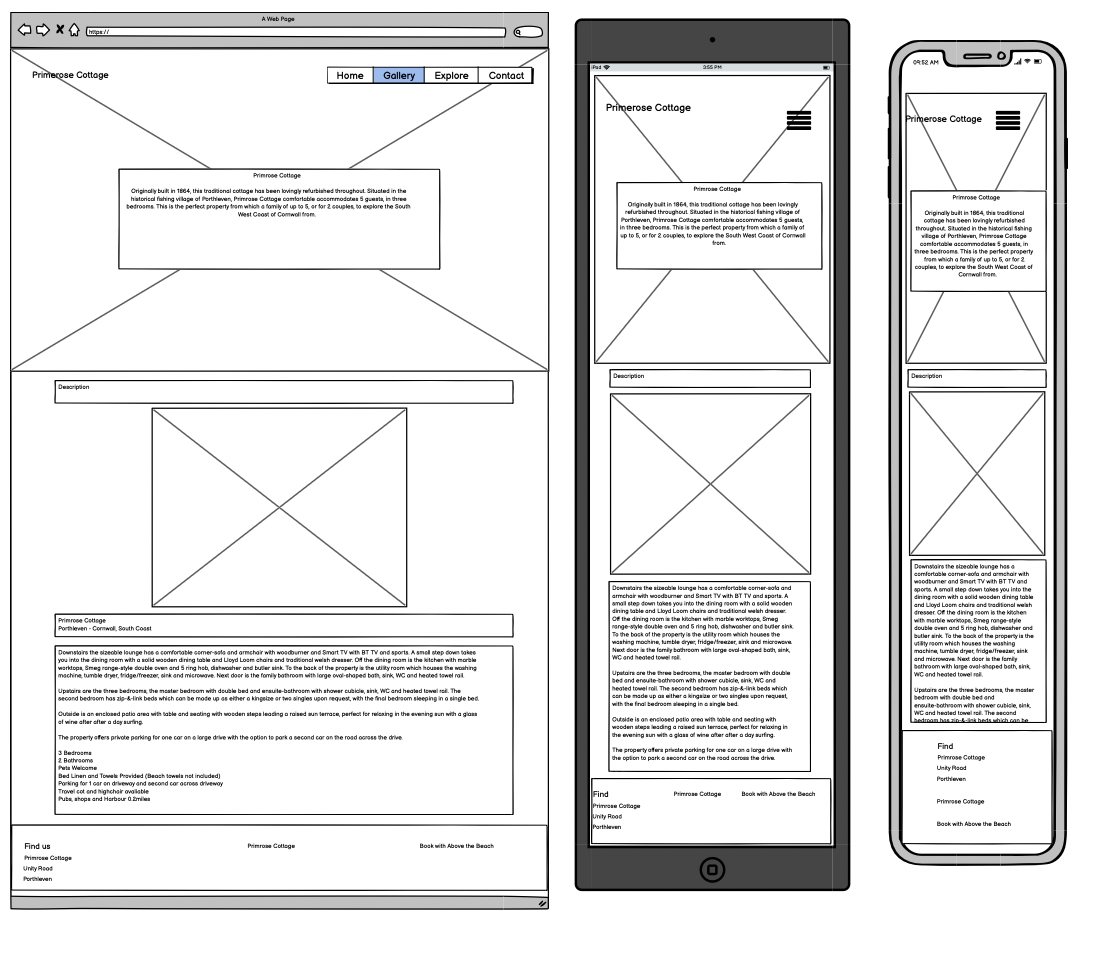 A Web Page
https://
Primerose Cottage
Home Gallery Explore Contact
Primrose Cottage
Originally built in 1864, this traditional cottage has been lovingly refurbished throughout. Situated in the
historical fishing village of Porthleven, Primrose Cottage comfortable accommodates 5 guests, in three
bedrooms. This is the perfect property from which a family of up to 5, or for 2 couples, to explore the South
West Coast of Cornwall from.
Description
Primrose Cottage
Porthleven - Cornwall, South Coast
Downstairs the sizeable lounge has a comfortable corner-sofa and armchair with woodburner and Smart TV with BT TV and sports. A small step down takes
you into the dining room with a solid wooden dining table and Lloyd Loom chairs and traditional welsh dresser. Off the dining room is the kitchen with marble
worktops, Smeg range-style double oven and 5 ring hob, dishwasher and butler sink. To the back of the property is the utility room which houses the washing
machine, tumble dryer, fridge/freezer, sink and microwave. Next door is the family bathroom with large oval-shaped bath, sink, WC and heated towel rail.
Upstairs are the three bedrooms, the master bedroom with double bed and ensuite-bathroom with shower cubicle, sink, WC and heated towel rail. The
second bedroom has zip-&-link beds which can be made up as either a kingsize or two singles upon request, with the final bedroom sleeping in a single bed.
Outside is an enclosed patio area with table and seating with wooden steps leading a raised sun terrace, perfect for relaxing in the evening sun with a glass
of wine after after a day surfing.
The property offers private parking for one car on a large drive with the option to park a second car on the road across the drive.
3 Bedrooms
2 Bathrooms
Pets Welcome
Bed Linen and Towels Provided (Beach towels not included)
Parking for 1 car on driveway and second car across driveway
Travel cot and highchair avaliable
Pubs, shops and Harbour 0.2miles
Find us
Primrose Cottage
Unity Road
Porthleven
Primrose Cottage
Book with Above the Beach
iPad
3:55 PM
Primerose Cottage
Primrose Cottage
Originally built in 1864, this traditional cottage has been lovingly
refurbished throughout. Situated in the historical fishing village of
Porthleven, Primrose Cottage comfortable accommodates 5 guests,
in three bedrooms. This is the perfect property from which a family of
up to 5, or for 2 couples, to explore the South West Coast of Cornwall
from.
Description
Downstairs the sizeable lounge has a comfortable corner-sofa and
armchair with woodburner and Smart TV with BT TV and sports. A
small step down takes you into the dining room with a solid wooden
dining table and Lloyd Loom chairs and traditional welsh dresser.
Off the dining room is the kitchen with marble worktops, Smeg
range-style double oven and 5 ring hob, dishwasher and butler sink.
To the back of the property is the utility room which houses the
washing machine, tumble dryer, fridge/freezer, sink and microwave.
Next door is the family bathroom with large oval-shaped bath, sink,
WC and heated towel rail.
Upstairs are the three bedrooms, the master bedroom with double
bed and ensuite-bathroom with shower cubicle, sink, WC and
heated towel rail. The second bedroom has zip-&-link beds which
can be made up as either a kingsize or two singles upon request,
with the final bedroom sleeping in a single bed.
Outside is an enclosed patio area with table and seating with
wooden steps leading a raised sun terrace, perfect for relaxing in
the evening sun with a glass of wine after after a day surfing.
The property offers private parking for one car on a large drive with
the option to park a second car on the road across the drive.
Find
Primrose Cottage
Unity Road
Porthleven
Primrose Cottage
Book with Above the Beach
09:52 AM
Primerose Cottage
Primrose Cottage
Originally built in 1864, this traditional
cottage has been lovingly refurbished
throughout. Situated in the historical fishing
village of Porthleven, Primrose Cottage
comfortable accommodates 5 guests, in
three bedrooms. This is the perfect property
from which a family of up to 5, or for 2
couples, to explore the South West Coast of
Cornwall from.
Description
Downstairs the sizeable lounge has a
comfortable corner-sofa and armchair with
woodburner and Smart TV with BT TV and
sports. A small step down takes you into the
dining room with a solid wooden dining table
and Lloyd Loom chairs and traditional welsh
dresser. Off the dining room is the kitchen
with marble worktops, Smeg range-style
double oven and 5 ring hob, dishwasher and
butler sink. To the back of the property is the
utility room which houses the washing
machine, tumble dryer, fridge/freezer, sink
and microwave. Next door is the family
bathroom with large oval-shaped bath, sink,
WC and heated towel rail.
Upstairs are the three bedrooms, the master
bedroom with double bed and
ensuite-bathroom with shower cubicle, sink,
WC and heated towel rail. The second
bedroom has zip-&-link beds which can be
Find
Primrose Cottage
Unity Road
Porthleven
Primrose Cottage
Book with Above the Beach